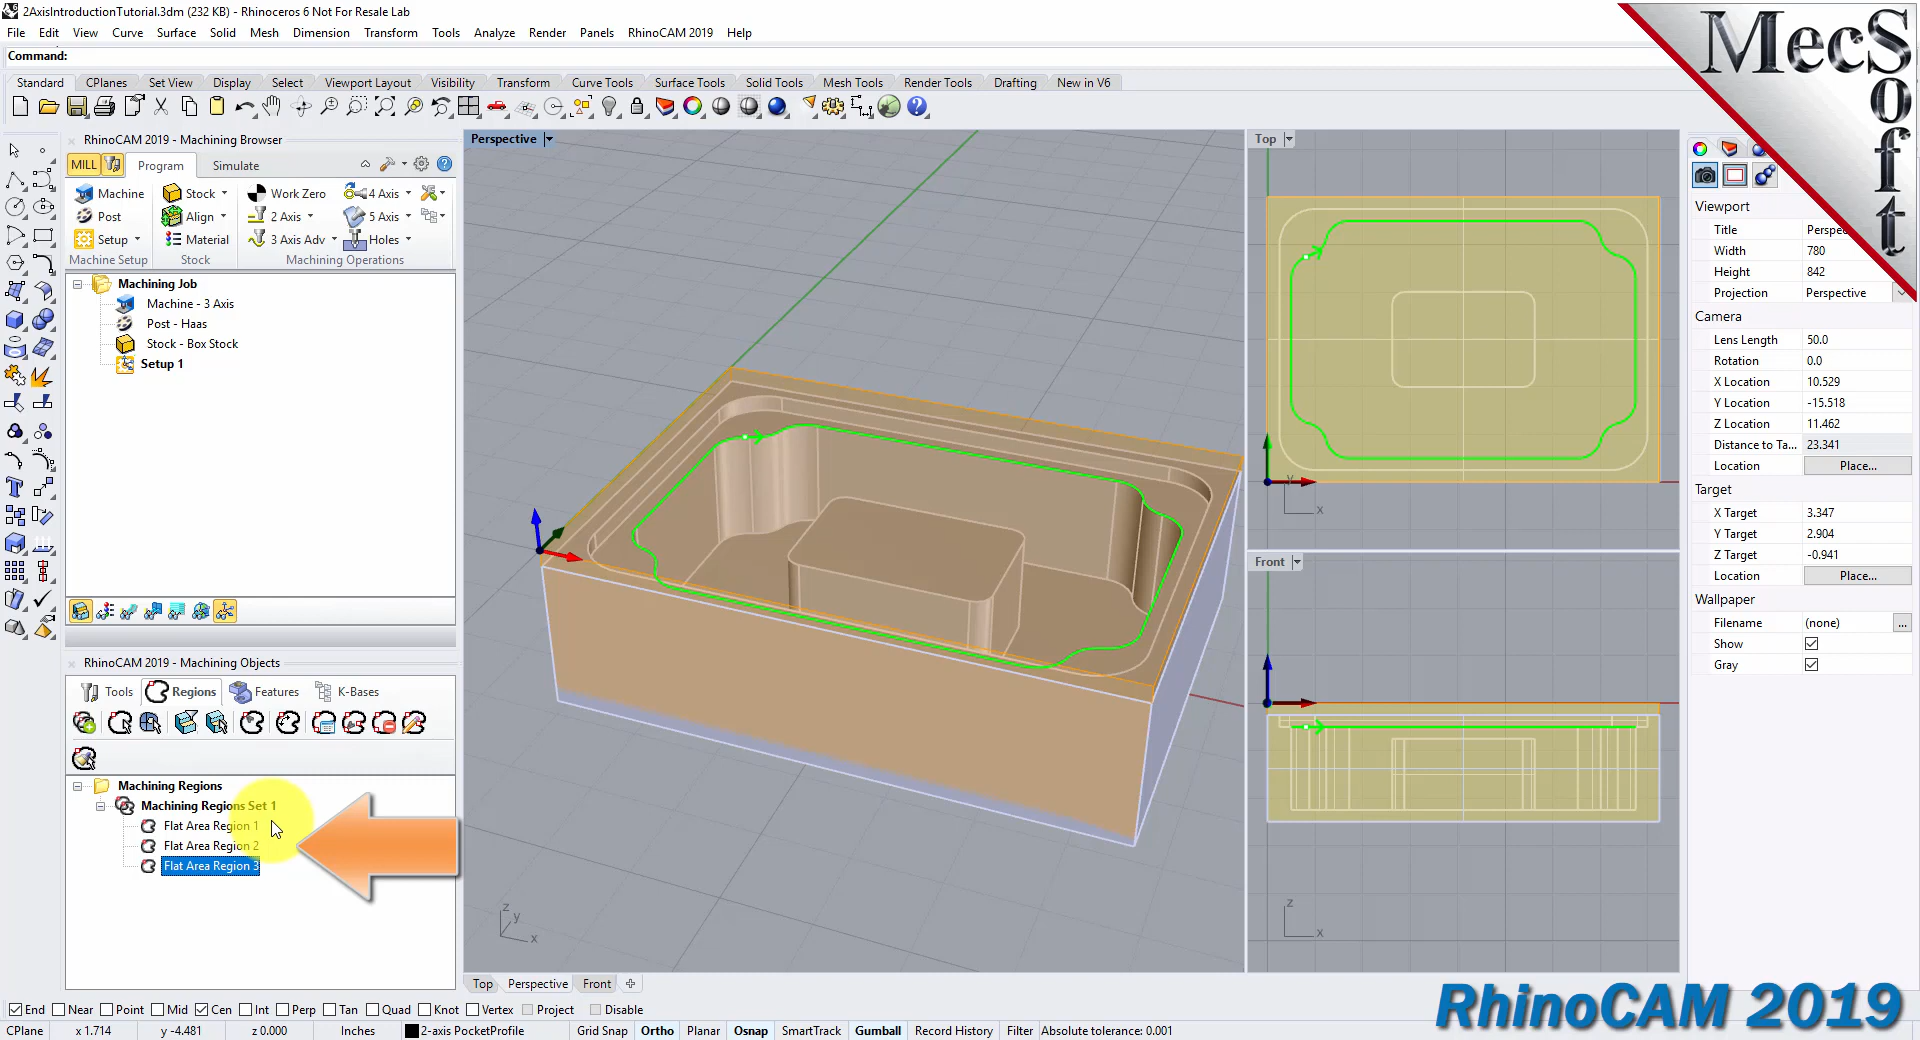 2AxisIntroductionTutorial.3dm (232 KB) - Rhinoceros 6 Not For Resale Lab
File Edit View Curve Surface Solid Mesh Dimension Transform Tools Analyze Render Panels RhinoCAM 2019 Help
Command:
Standard CPlanes Set View Display Select Viewport Layout Visibility Transform Curve Tools Surface Tools Solid Tools Mesh Tools Render Tools Drafting New in V6
MecSoft
RhinoCAM 2019 - Machining Browser
MILL Program Simulate
Machine Stock Work Zero 4 Axis
Post Align 2 Axis 5 Axis
Setup Material 3 Axis Adv Holes
Machine Setup Stock Machining Operations
Machining Job
Machine - 3 Axis
Post - Haas
Stock - Box Stock
Setup 1
RhinoCAM 2019 - Machining Objects
Tools Regions Features K-Bases
Machining Regions
Machining Regions Set 1
Flat Area Region 1
Flat Area Region 2
Flat Area Region 3
Perspective
z
y
x
Top
y
x
Front
z
x
Viewport
Title Perspec
Width 780
Height 842
Projection Perspective
Camera
Lens Length 50.0
Rotation 0.0
X Location 10.529
Y Location -15.518
Z Location 11.462
Distance to Ta... 23.341
Location Place...
Target
X Target 3.347
Y Target 2.904
Z Target -0.941
Location Place...
Wallpaper
Filename (none) ...
Show
Gray
Top Perspective Front
End Near Point Mid Cen Int Perp Tan Quad Knot Vertex Project Disable
CPlane x 1.714 y -4.481 z 0.000 Inches 2-axis PocketProfile Grid Snap Ortho Planar Osnap SmartTrack Gumball Record History Filter Absolute tolerance: 0.001
RhinoCAM 2019